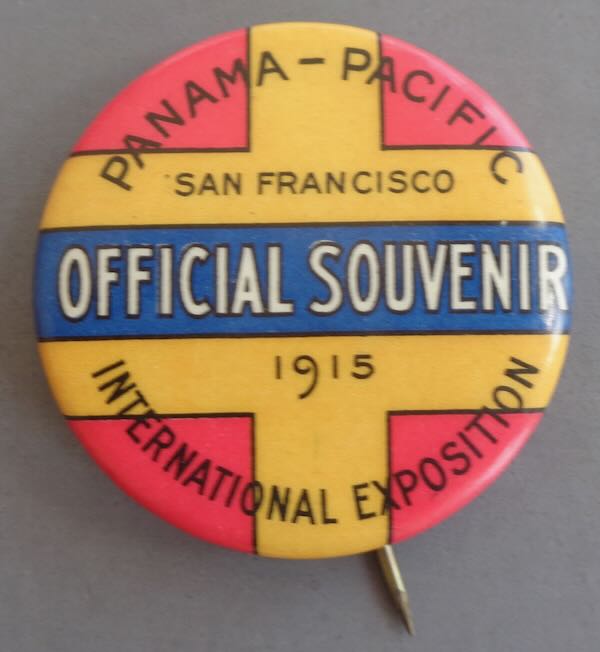 PANAMA - PACIFIC
SAN FRANCISCO
OFFICIAL SOUVENIR
1915
INTERNATIONAL EXPOSITION